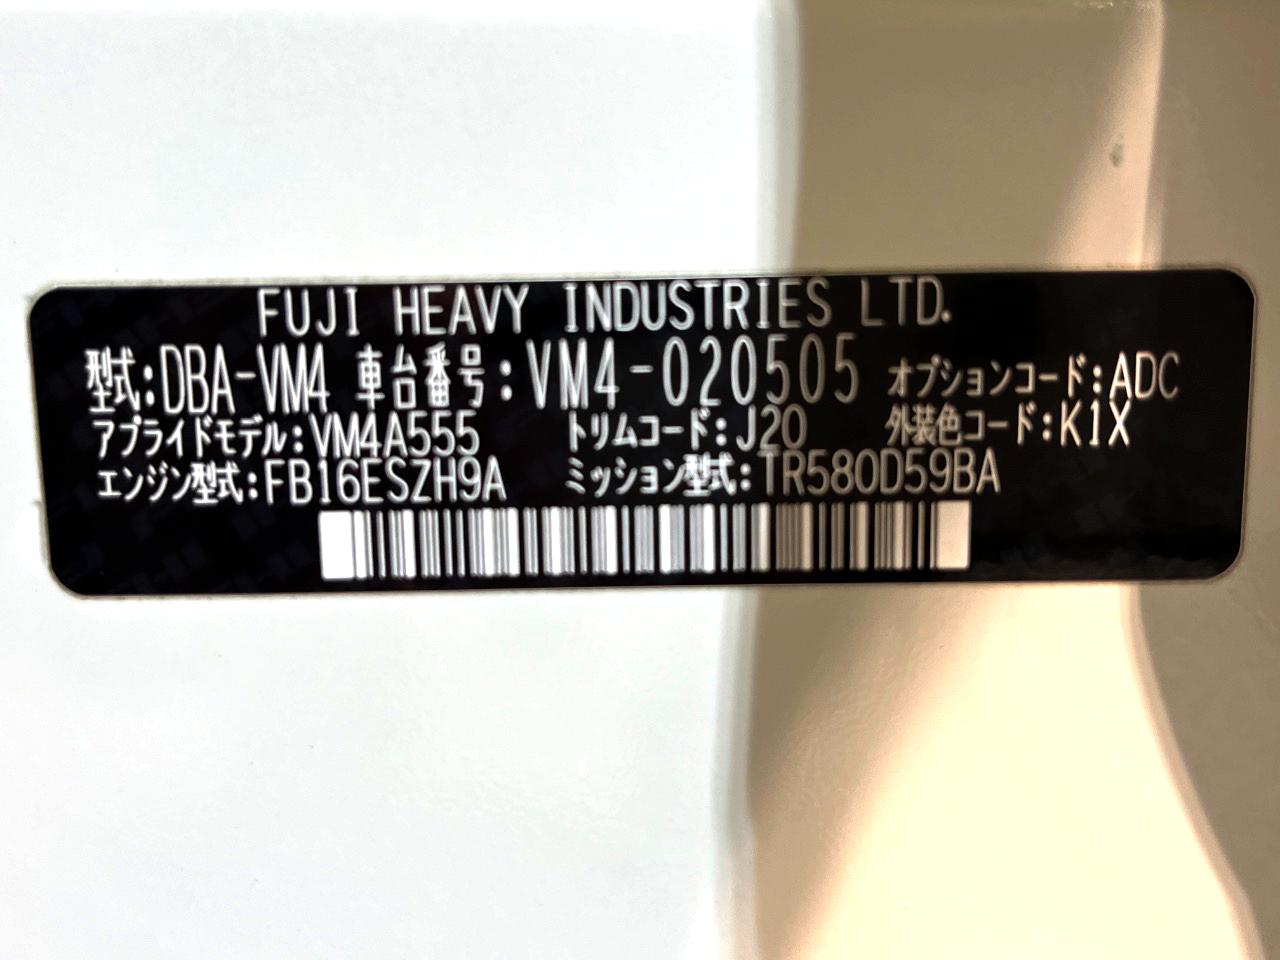 FUJI HEAVY INDUSTRIES LTD.
型式:DBA-VM4 車台番号:VM4-020505 オプションコード:ADC
アプライドモデル:VM4A555 トリムコード:J20 外装色コード:K1X
エンジン型式:FB16ESZH9A ミッション型式:TR580D59BA